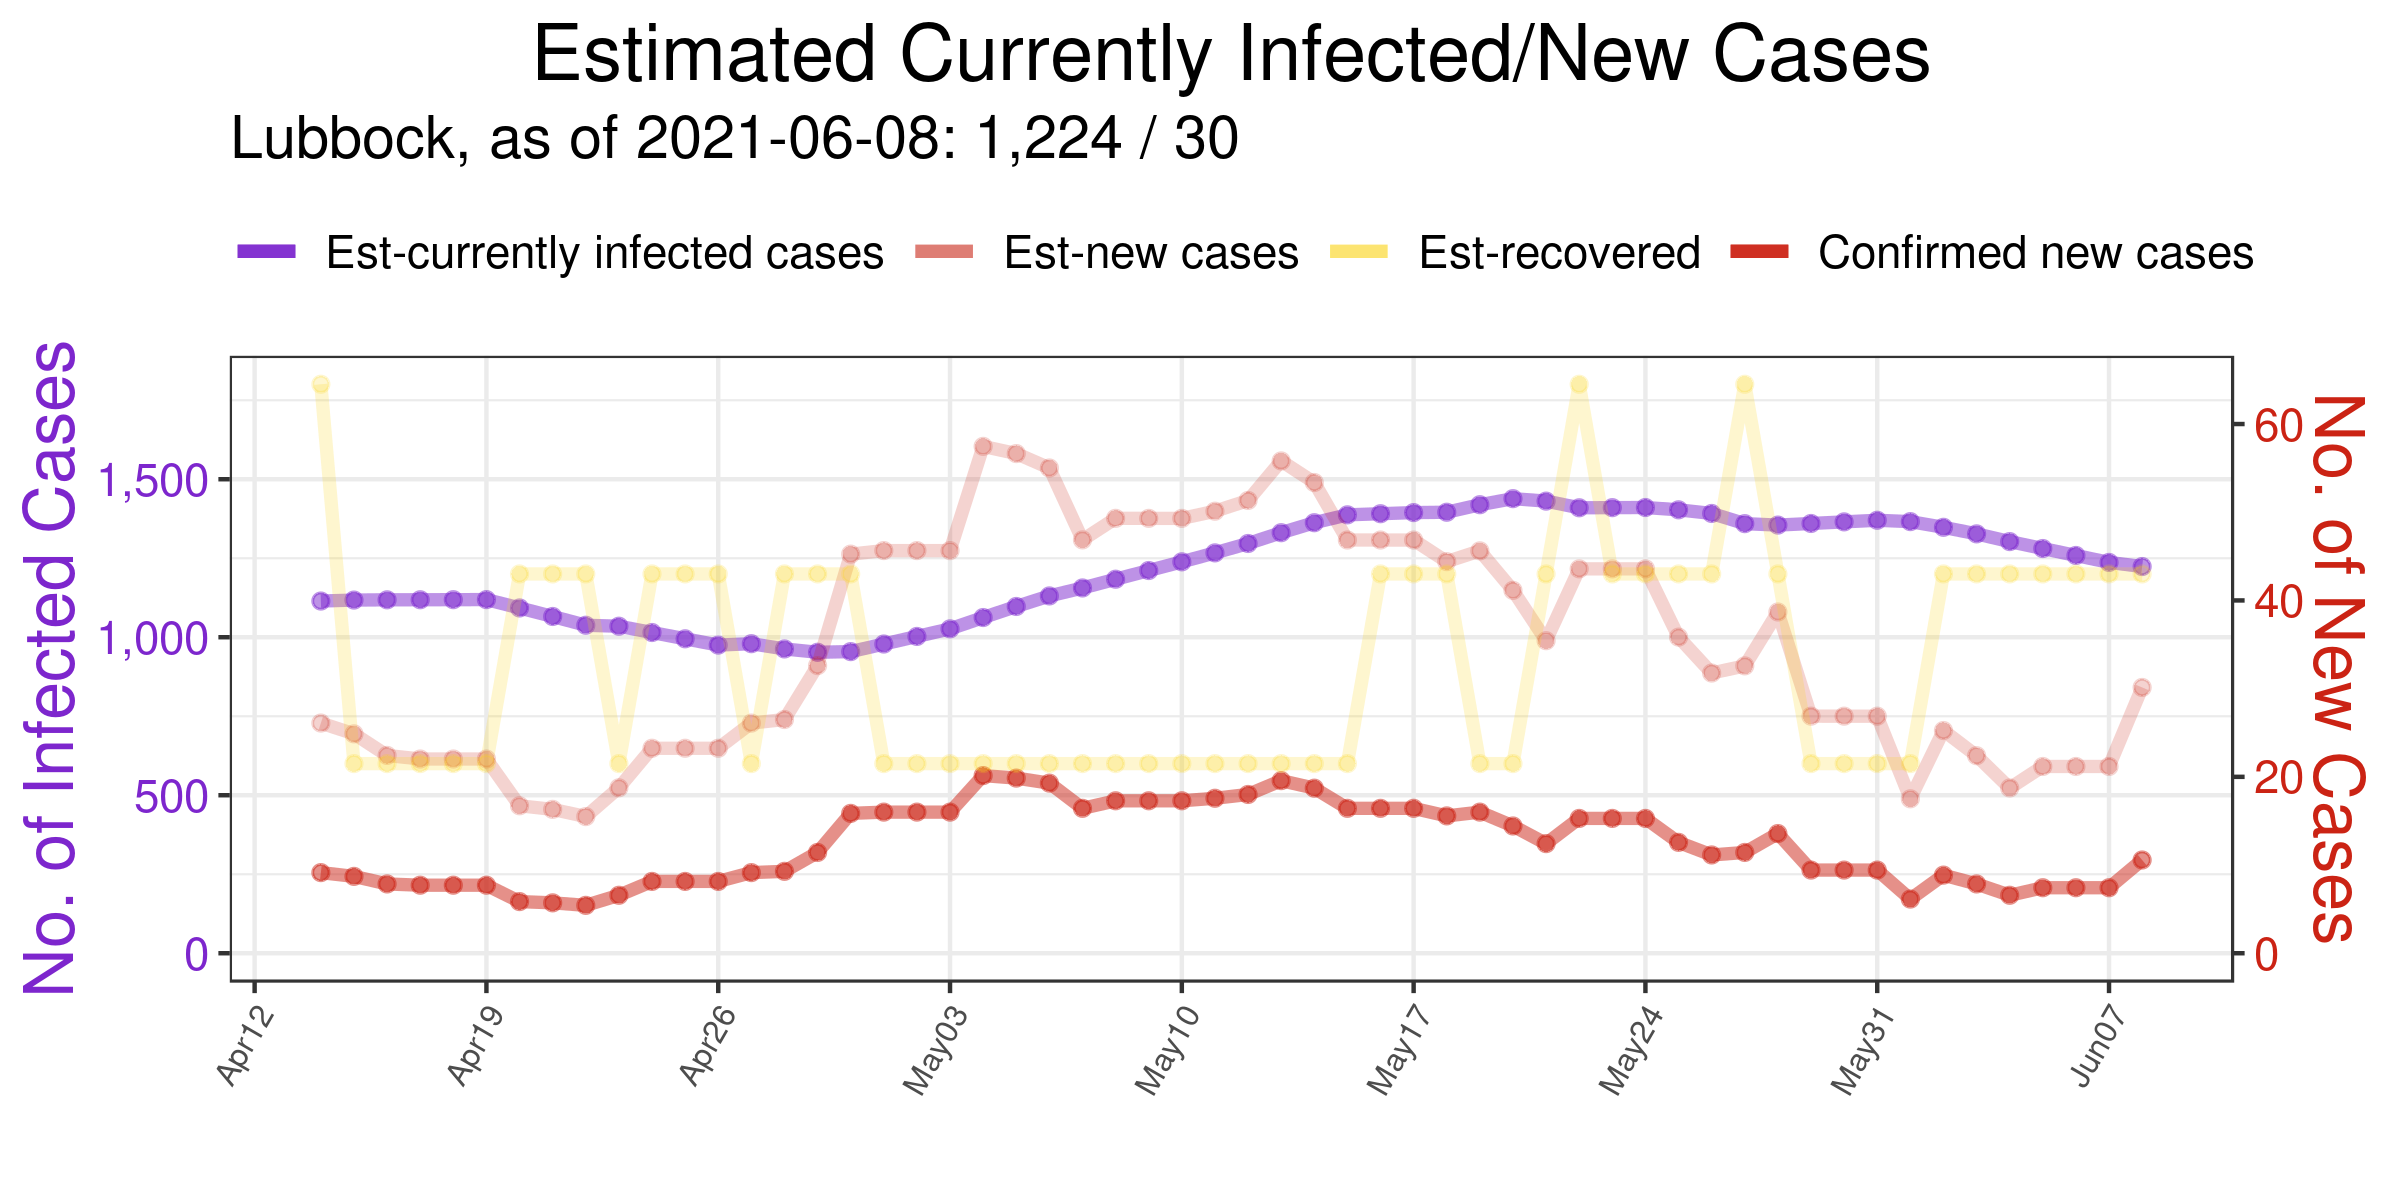 Estimated Currently Infected/New Cases
Lubbock, as of 2021-06-08: 1,224 / 30
Est-currently infected cases Est-new cases Est-recovered Confirmed new cases
No. of Infected Cases
1,500
1,000
500
0
60
40
20
0
No. of New Cases
Apr12 Apr19 Apr26 May03 May10 May17 May24 May31 Jun07